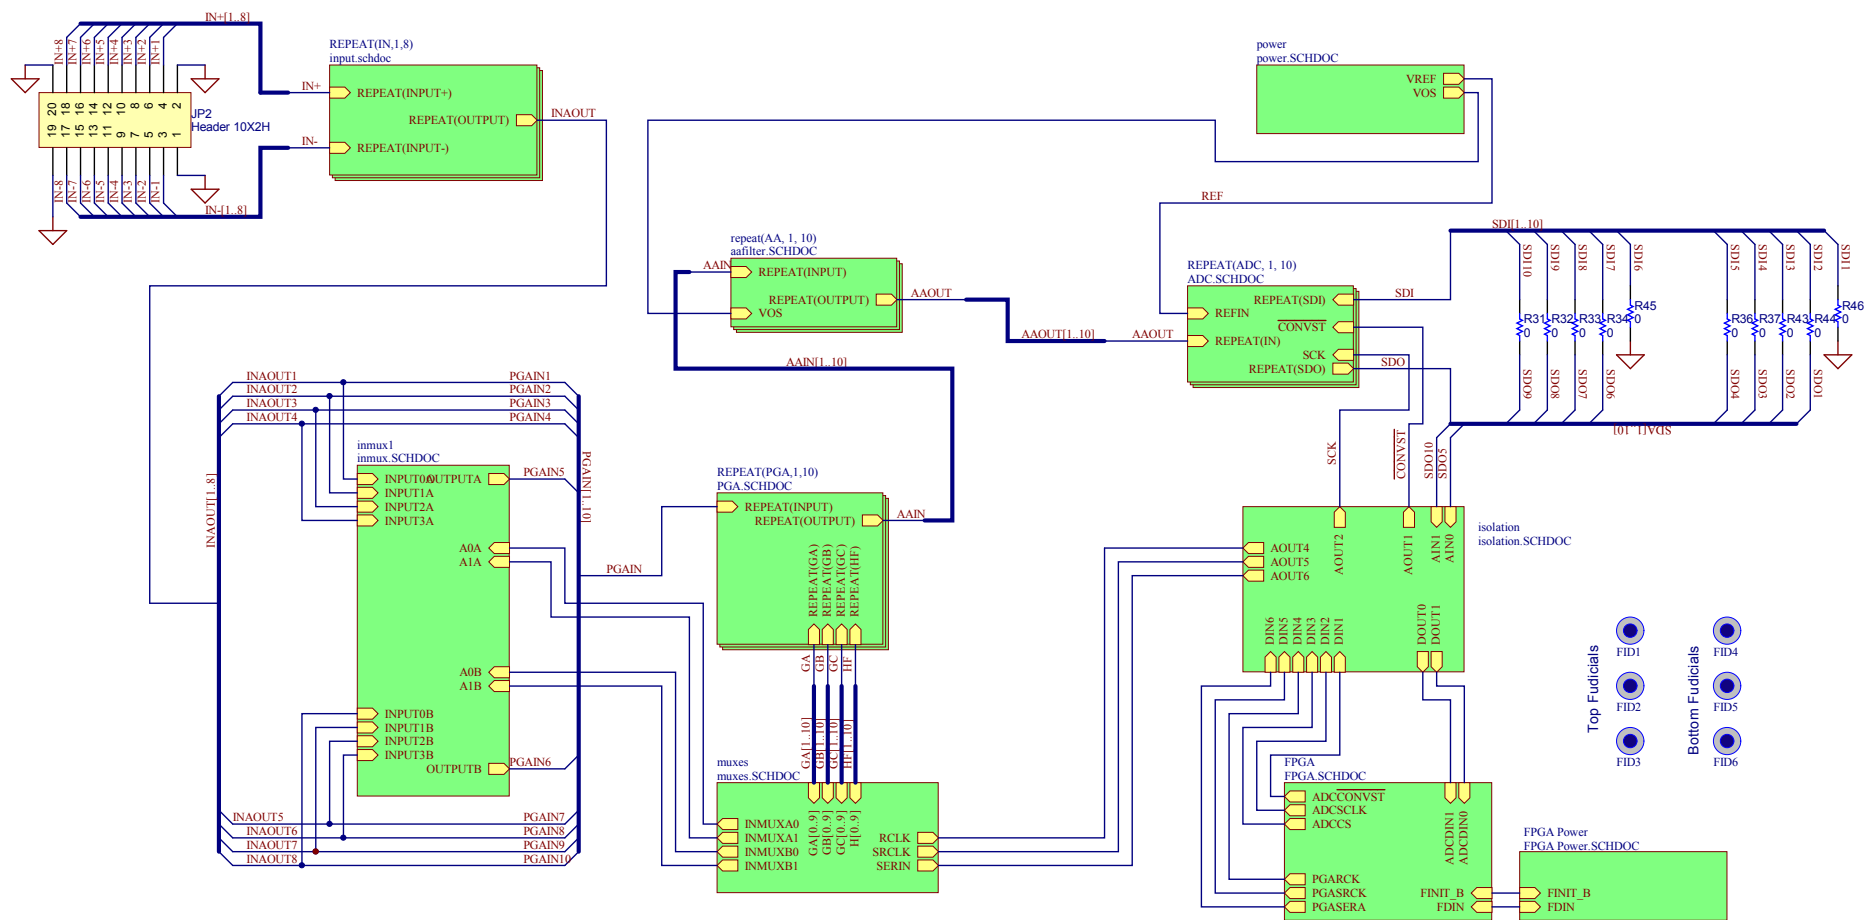 IN+[1..8]
IN+8
IN+7
IN+6
IN+5
IN+4
IN+3
IN+2
IN+1
20 18 16 14 12 10 8 6 4 2
19 17 15 13 11 9 7 5 3 1
JP2
Header 10X2H
IN-8
IN-7
IN-6
IN-5
IN-4
IN-3
IN-2
IN-1
IN-[1..8]
REPEAT(IN,1,8)
input.schdoc
IN+
REPEAT(INPUT+)
REPEAT(OUTPUT)
INAOUT
IN-
REPEAT(INPUT-)
power
power.SCHDOC
VREF
VOS
REF
repeat(AA, 1, 10)
aafilter.SCHDOC
AAIN
REPEAT(INPUT)
REPEAT(OUTPUT)
AAOUT
VOS
AAOUT[1..10]
AAOUT
AAIN[1..10]
REPEAT(ADC, 1, 10)
ADC.SCHDOC
REPEAT(SDI)
SDI
REFIN
CONVST
REPEAT(IN)
SCK
REPEAT(SDO)
SDO
SDI[1..10]
SDI10
SDI9
SDI8
SDI7
SDI6
SDI5
SDI4
SDI3
SDI2
SDI1
R31
0
R32
0
R33
0
R34
0
R45
0
R36
0
R37
0
R43
0
R44
0
R46
0
SDO9
SDO8
SDO7
SDO6
SDO4
SDO3
SDO2
SDO1
SDA[1..10]
INAOUT1
INAOUT2
INAOUT3
INAOUT4
PGAIN1
PGAIN2
PGAIN3
PGAIN4
inmux1
inmux.SCHDOC
INAOUT[1..8]
INPUT0A
OUTPUTA
PGAIN5
INPUT1A
INPUT2A
INPUT3A
A0A
A1A
A0B
A1B
INPUT0B
INPUT1B
INPUT2B
INPUT3B
OUTPUTB
PGAIN6
PGAIN[1..10]
PGAIN
INAOUT5
INAOUT6
INAOUT7
INAOUT8
PGAIN7
PGAIN8
PGAIN9
PGAIN10
REPEAT(PGA,1,10)
PGA.SCHDOC
REPEAT(INPUT)
REPEAT(OUTPUT)
AAIN
REPEAT(GA)
REPEAT(GB)
REPEAT(GC)
REPEAT(HF)
GA
GB
GC
HF
GA[1..10]
GB[1..10]
GC[1..10]
HF[1..10]
muxes
muxes.SCHDOC
GA[0..9]
GB[0..9]
GC[0..9]
H[0..9]
INMUXA0
INMUXA1
INMUXB0
INMUXB1
RCLK
SRCLK
SERIN
SCK
CONVST
SDO10
SDO5
isolation
isolation.SCHDOC
AOUT2
AOUT1
AIN1
AIN0
AOUT4
AOUT5
AOUT6
DIN6
DIN5
DIN4
DIN3
DIN2
DIN1
DOUT0
DOUT1
FPGA
FPGA.SCHDOC
ADCCONVST
ADCSCLK
ADCCS
ADCDIN1
ADCDIN0
PGARCK
PGASRCK
PGASERA
FINIT_B
FDIN
FPGA Power
FPGA Power.SCHDOC
FINIT_B
FDIN
Top Fudicials
FID1
FID2
FID3
Bottom Fudicials
FID4
FID5
FID6